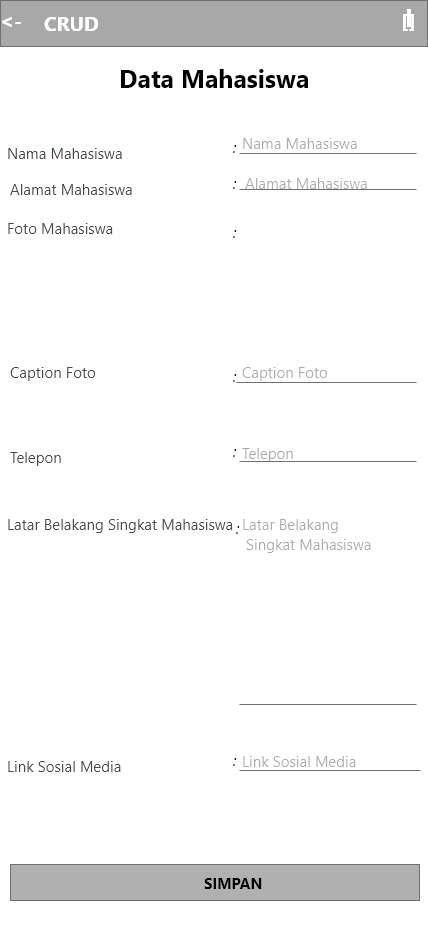 <- CRUD
Data Mahasiswa
Nama Mahasiswa : Nama Mahasiswa
Alamat Mahasiswa : Alamat Mahasiswa
Foto Mahasiswa :
Caption Foto : Caption Foto
Telepon : Telepon
Latar Belakang Singkat Mahasiswa : Latar Belakang
Singkat Mahasiswa
Link Sosial Media : Link Sosial Media
SIMPAN